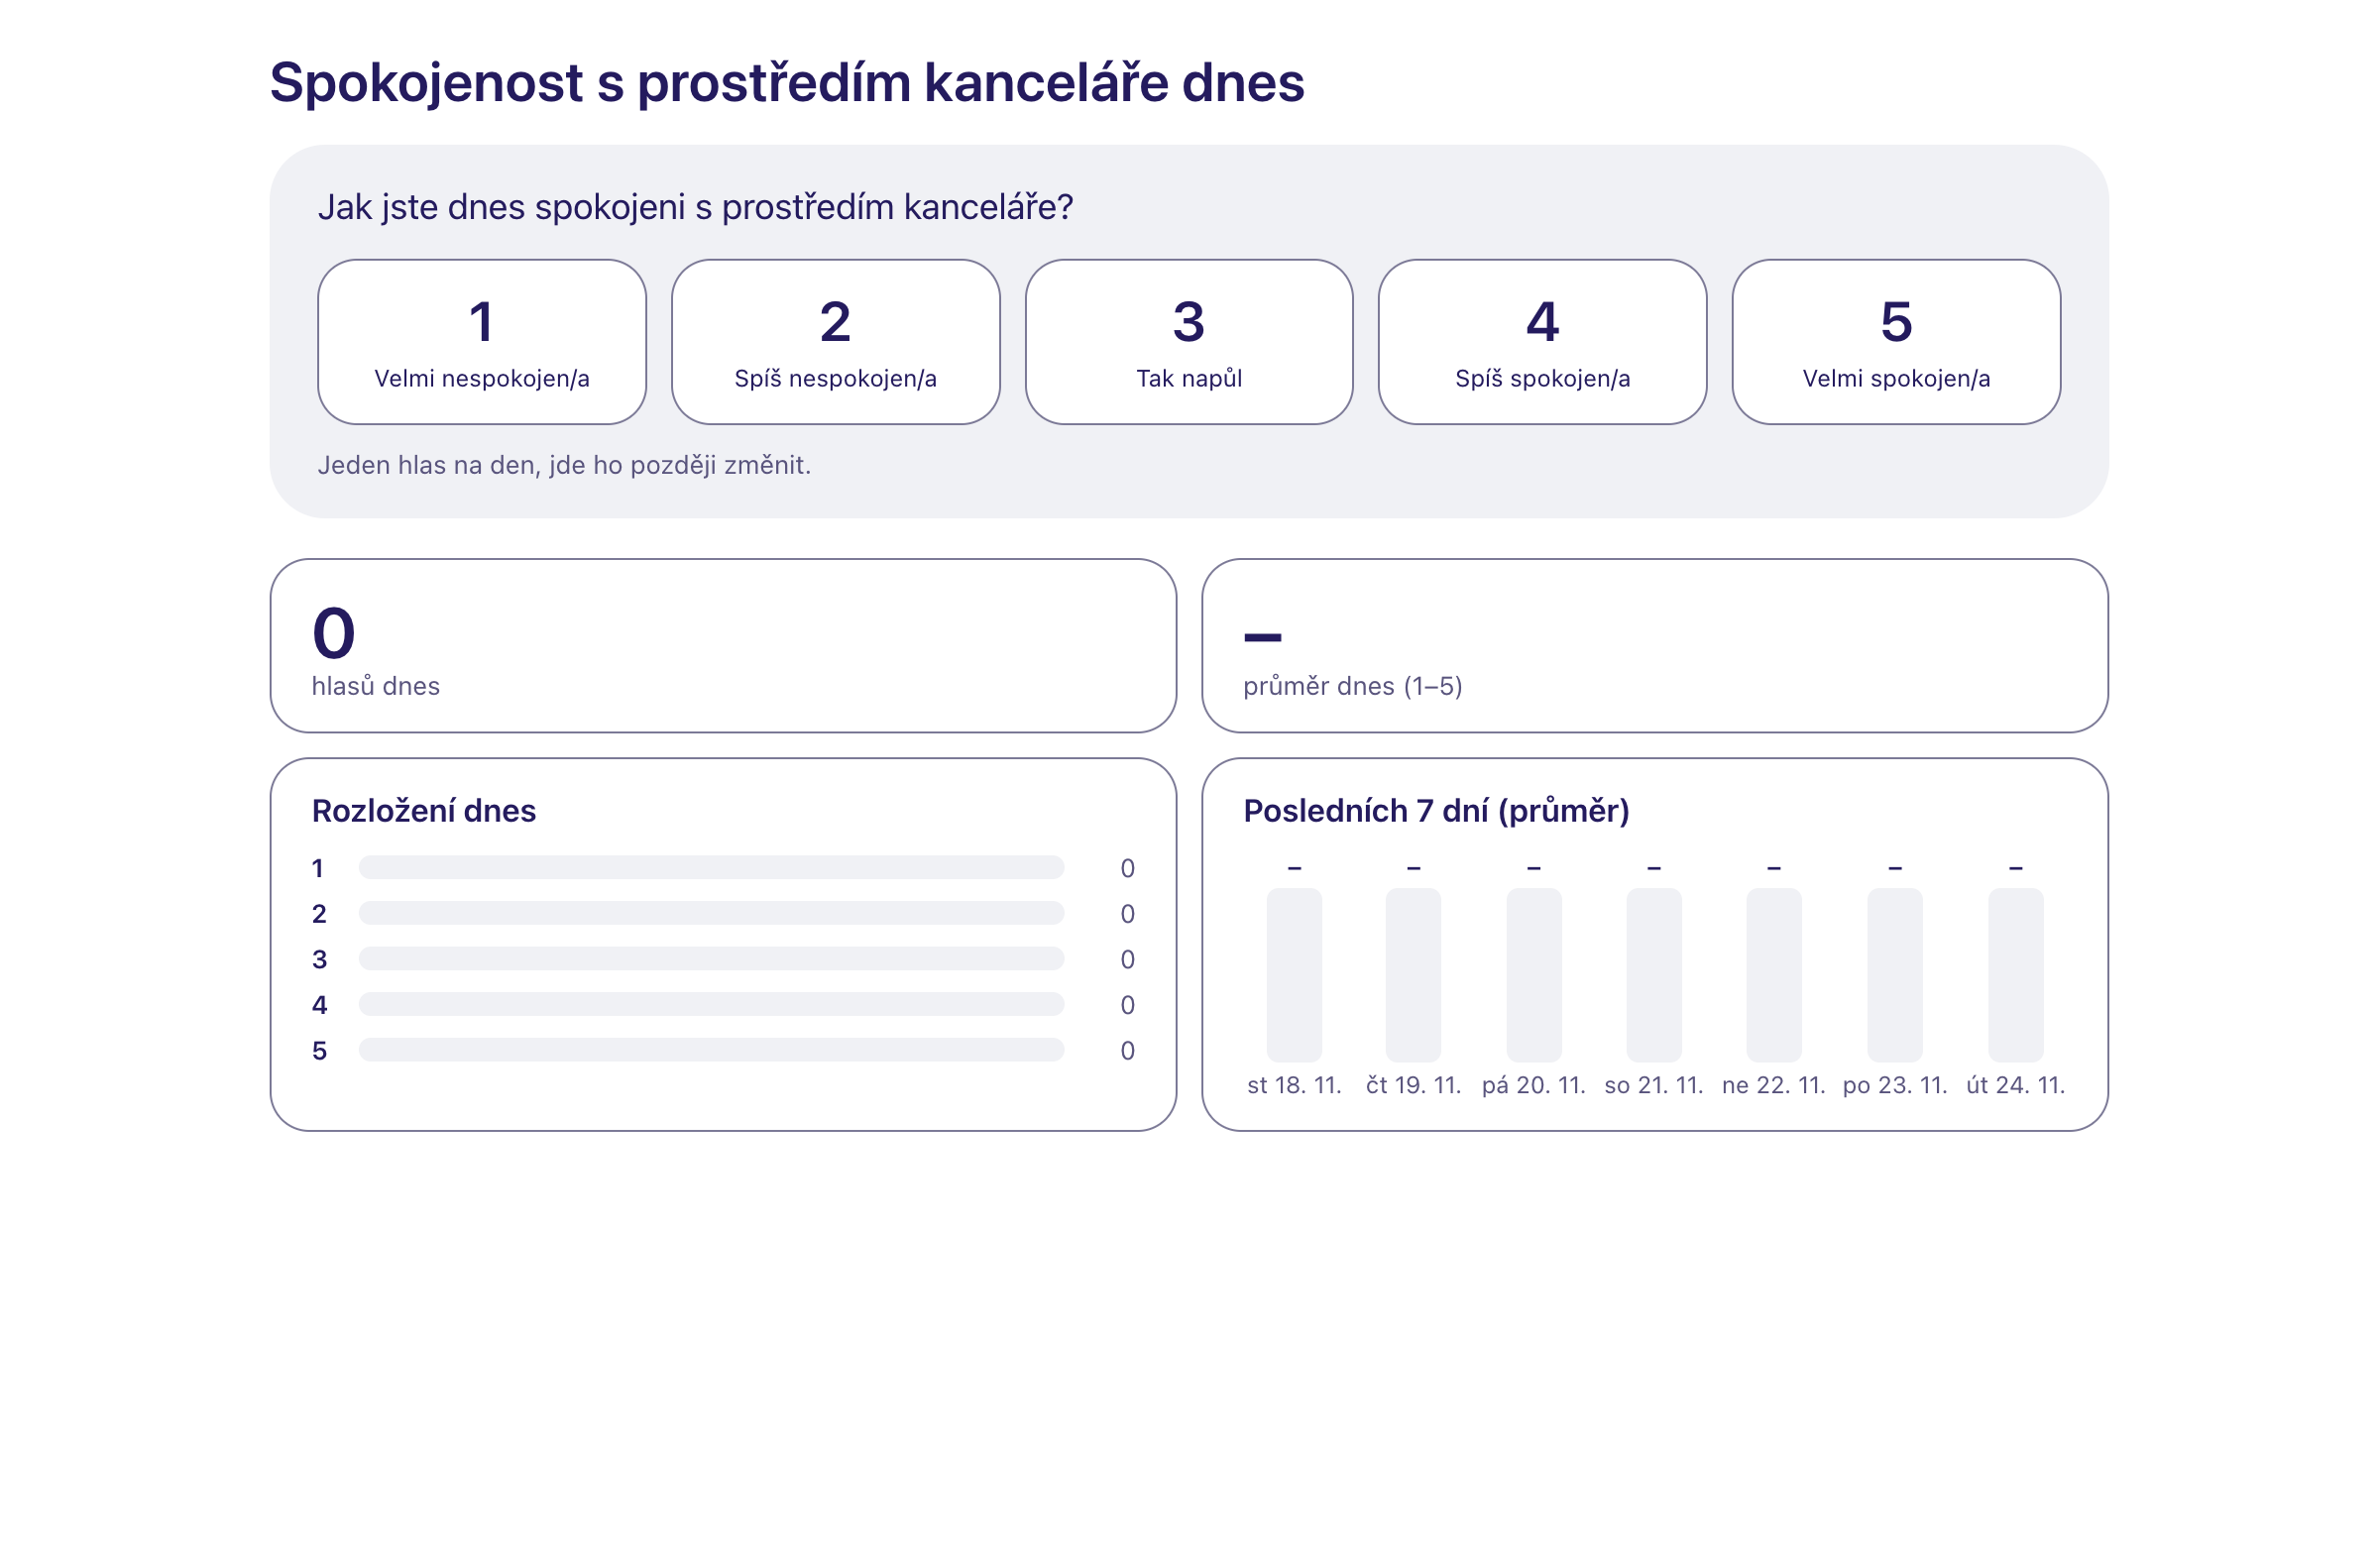 Spokojenost s prostředím kanceláře dnes
Jak jste dnes spokojeni s prostředím kanceláře?
1
Velmi nespokojen/a
2
Spíš nespokojen/a
3
Tak napůl
4
Spíš spokojen/a
5
Velmi spokojen/a
Jeden hlas na den, jde ho později změnit.
0
hlasů dnes
–
průměr dnes (1–5)
Rozložení dnes
1 0
2 0
3 0
4 0
5 0
Posledních 7 dní (průměr)
– – – – – – –
st 18. 11. čt 19. 11. pá 20. 11. so 21. 11. ne 22. 11. po 23. 11. út 24. 11.